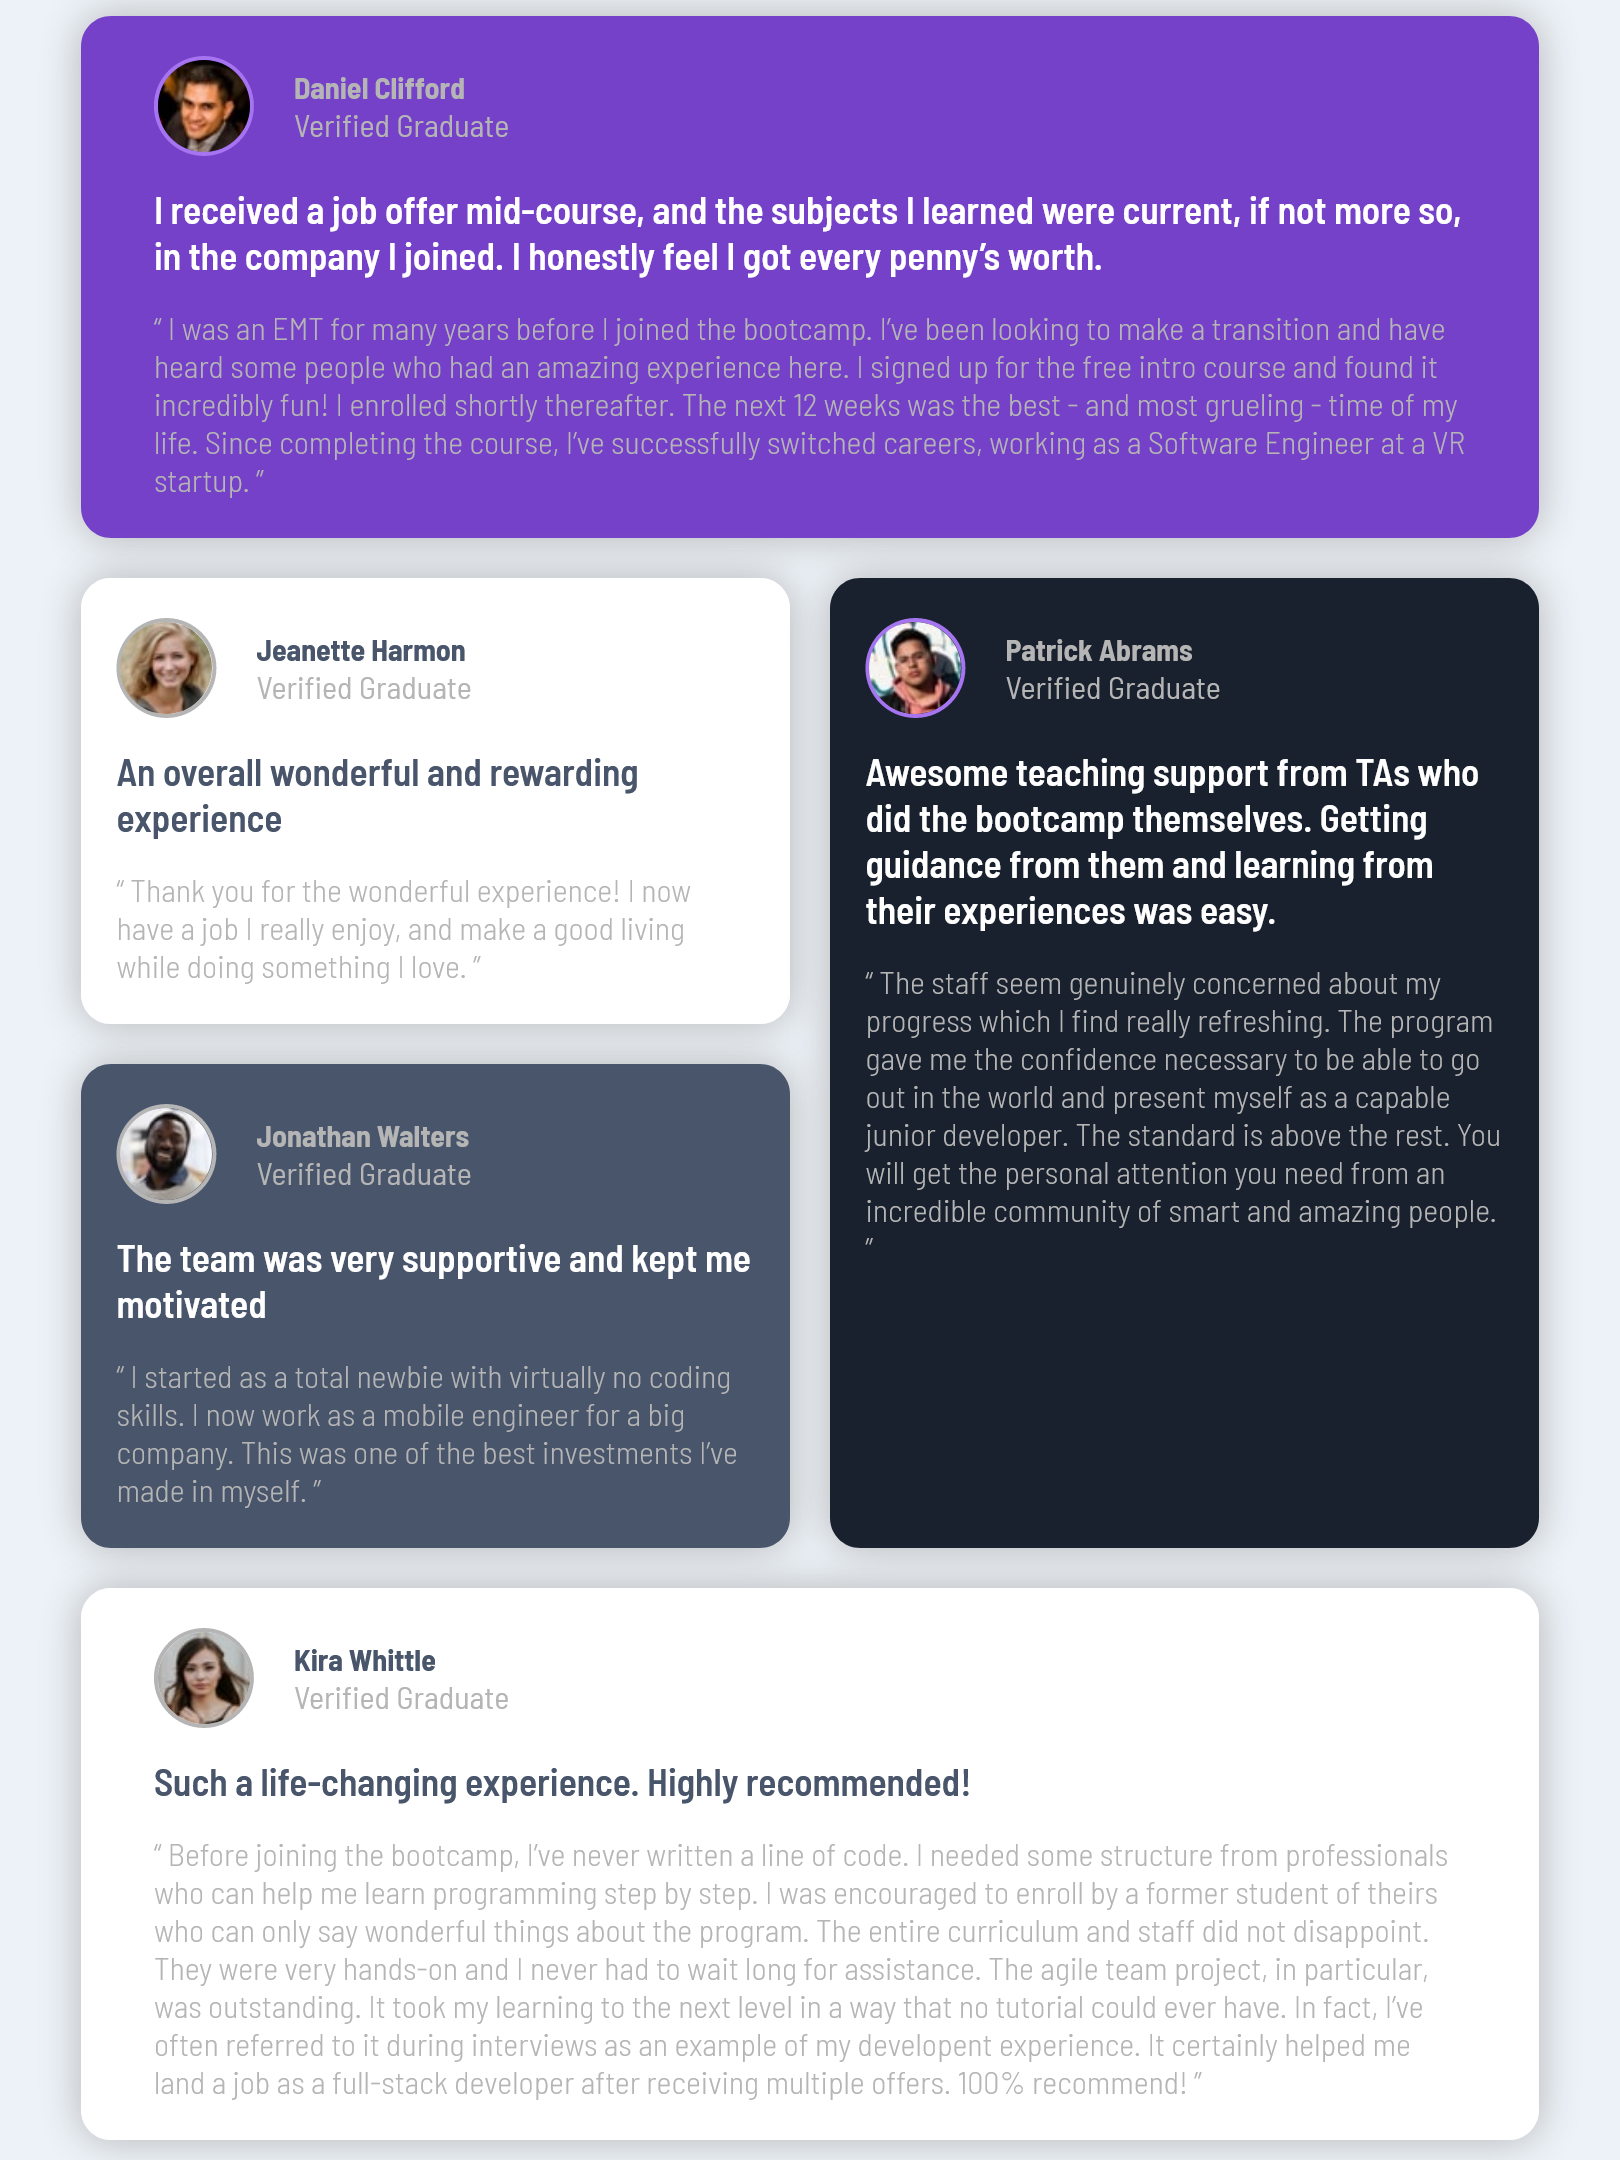 Daniel Clifford
Verified Graduate
I received a job offer mid-course, and the subjects I learned were current, if not more so,
in the company I joined. I honestly feel I got every penny’s worth.
“ I was an EMT for many years before I joined the bootcamp. I’ve been looking to make a transition and have
heard some people who had an amazing experience here. I signed up for the free intro course and found it
incredibly fun! I enrolled shortly thereafter. The next 12 weeks was the best - and most grueling - time of my
life. Since completing the course, I’ve successfully switched careers, working as a Software Engineer at a VR
startup. ”
Jeanette Harmon
Verified Graduate
An overall wonderful and rewarding
experience
“ Thank you for the wonderful experience! I now
have a job I really enjoy, and make a good living
while doing something I love. ”
Patrick Abrams
Verified Graduate
Awesome teaching support from TAs who
did the bootcamp themselves. Getting
guidance from them and learning from
their experiences was easy.
“ The staff seem genuinely concerned about my
progress which I find really refreshing. The program
gave me the confidence necessary to be able to go
out in the world and present myself as a capable
junior developer. The standard is above the rest. You
will get the personal attention you need from an
incredible community of smart and amazing people.
”
Jonathan Walters
Verified Graduate
The team was very supportive and kept me
motivated
“ I started as a total newbie with virtually no coding
skills. I now work as a mobile engineer for a big
company. This was one of the best investments I’ve
made in myself. ”
Kira Whittle
Verified Graduate
Such a life-changing experience. Highly recommended!
“ Before joining the bootcamp, I’ve never written a line of code. I needed some structure from professionals
who can help me learn programming step by step. I was encouraged to enroll by a former student of theirs
who can only say wonderful things about the program. The entire curriculum and staff did not disappoint.
They were very hands-on and I never had to wait long for assistance. The agile team project, in particular,
was outstanding. It took my learning to the next level in a way that no tutorial could ever have. In fact, I’ve
often referred to it during interviews as an example of my developent experience. It certainly helped me
land a job as a full-stack developer after receiving multiple offers. 100% recommend! ”